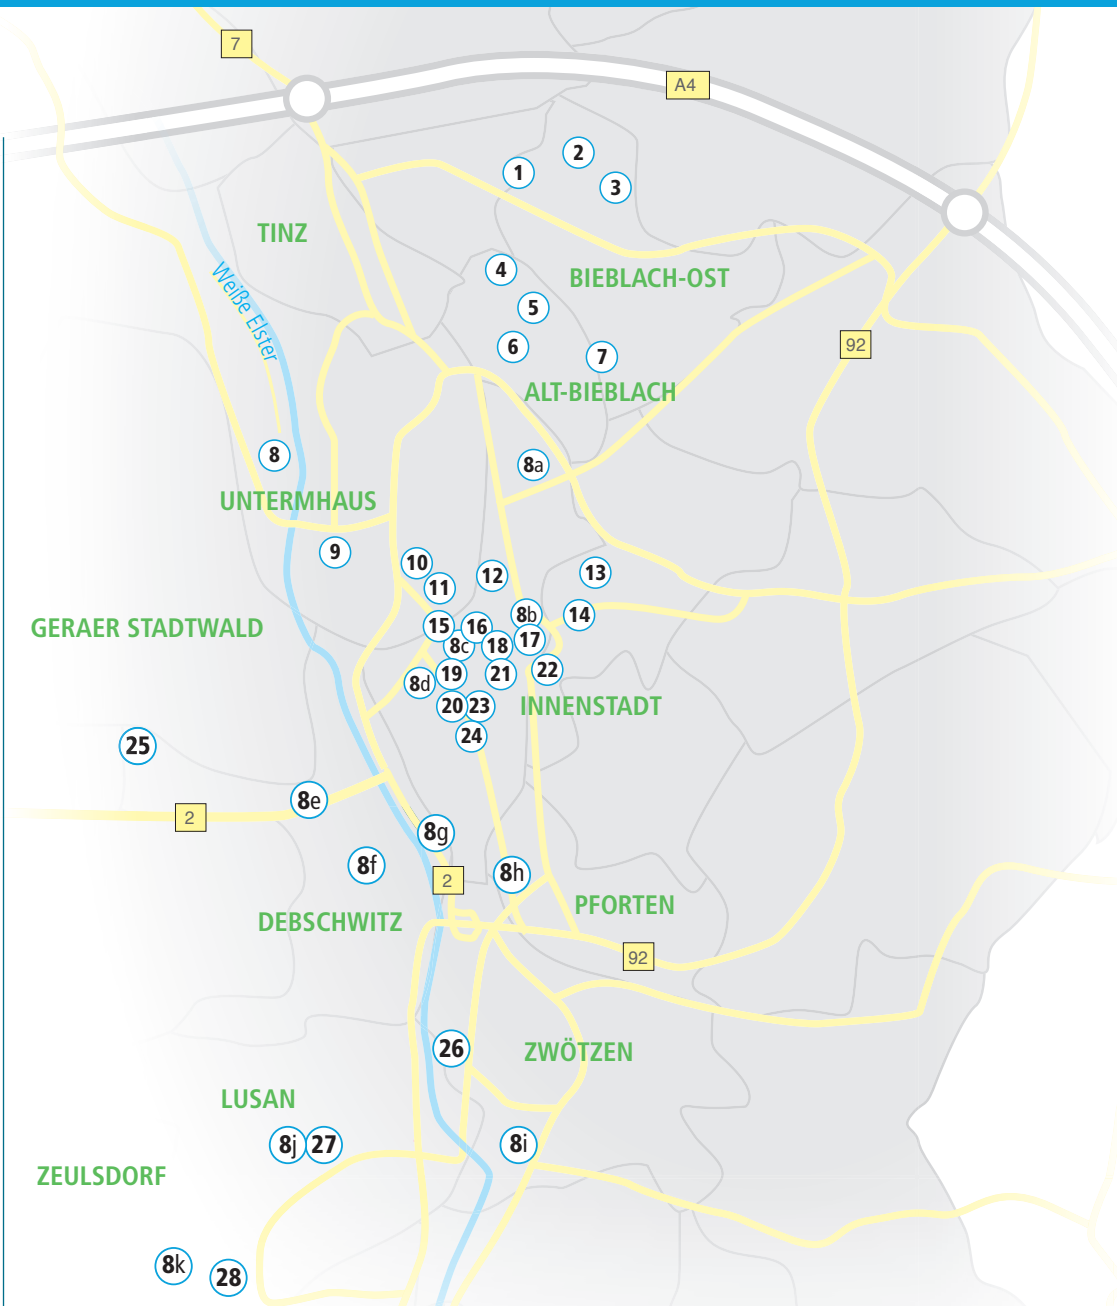 7
A4
2
1
3
TINZ
4
BIEBLACH-OST
Weiße Elster
5
6
7
92
ALT-BIEBLACH
8
8a
UNTERMHAUS
9
10
11
12
13
8b
14
GERAER STADTWALD
15
16
17
8c
18
19
21
22
8d
20
23
INNENSTADT
24
25
8e
2
8g
8f
2
8h
PFORTEN
DEBSCHWITZ
92
26
ZWÖTZEN
LUSAN
8j
27
8i
ZEULSDORF
8k
28